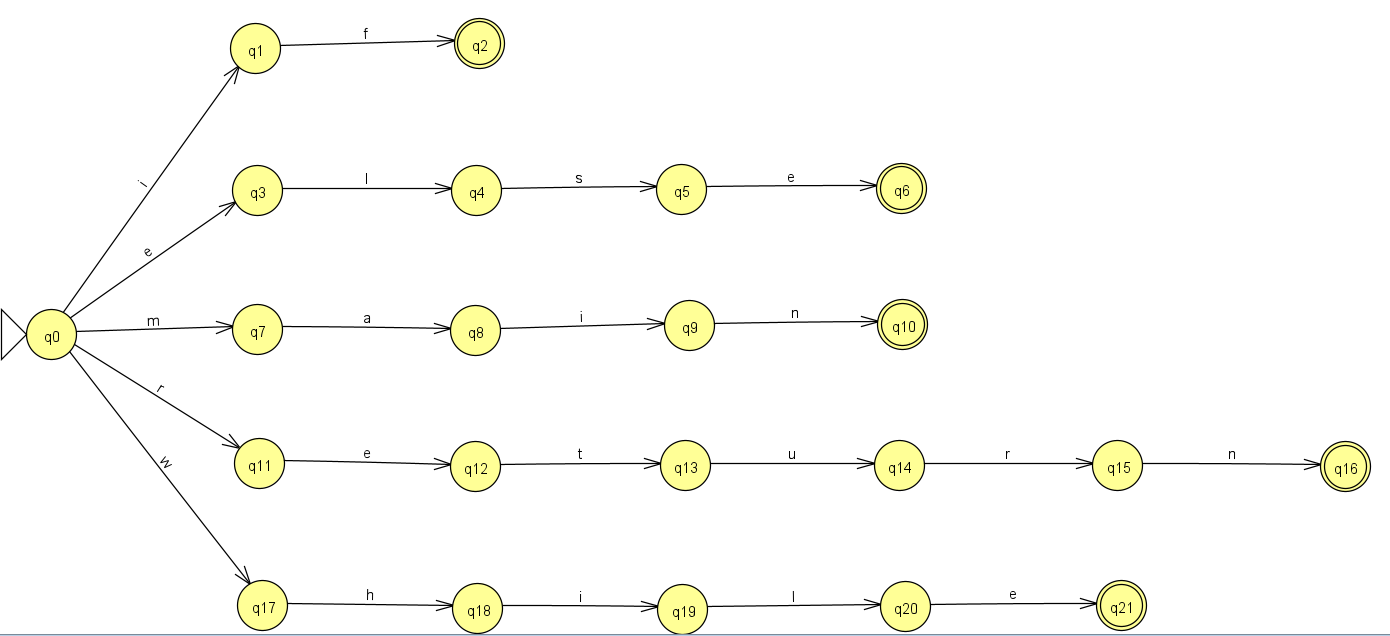 q1 f q2
i
q3 l q4 s q5 e q6
e
q0 m q7 a q8 i q9 n q10
r
q11 e q12 t q13 u q14 r q15 n q16
w
q17 h q18 i q19 l q20 e q21